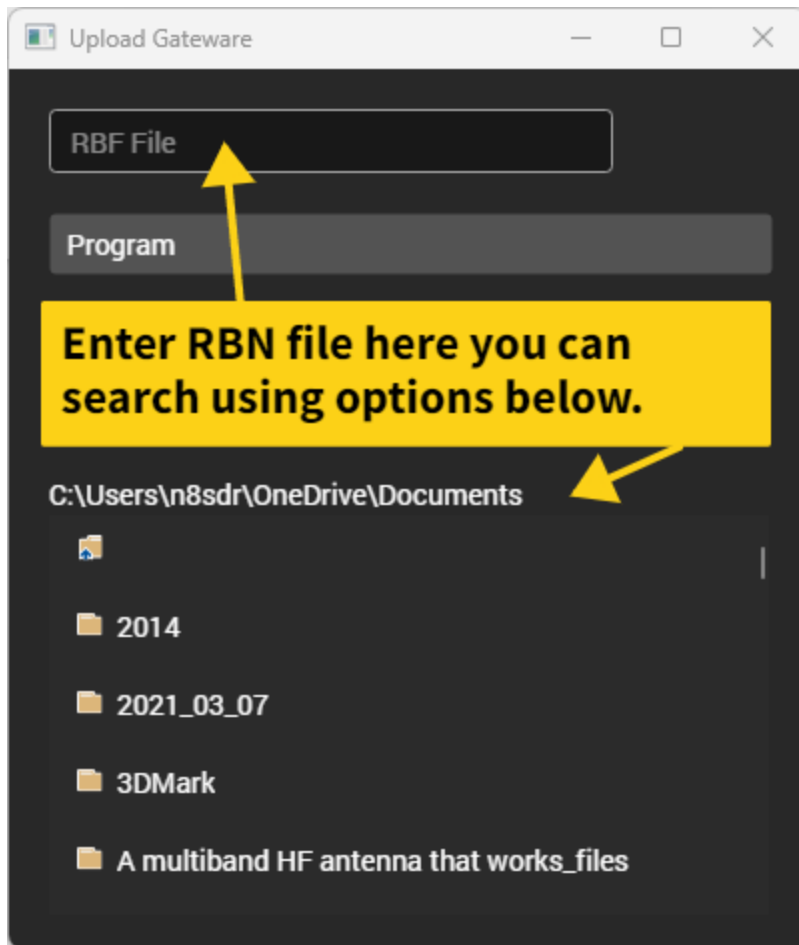 Upload Gateware
RBF File
Program
Enter RBN file here you can
search using options below.
C:\Users\n8sdr\OneDrive\Documents
2014
2021_03_07
3DMark
A multiband HF antenna that works_files